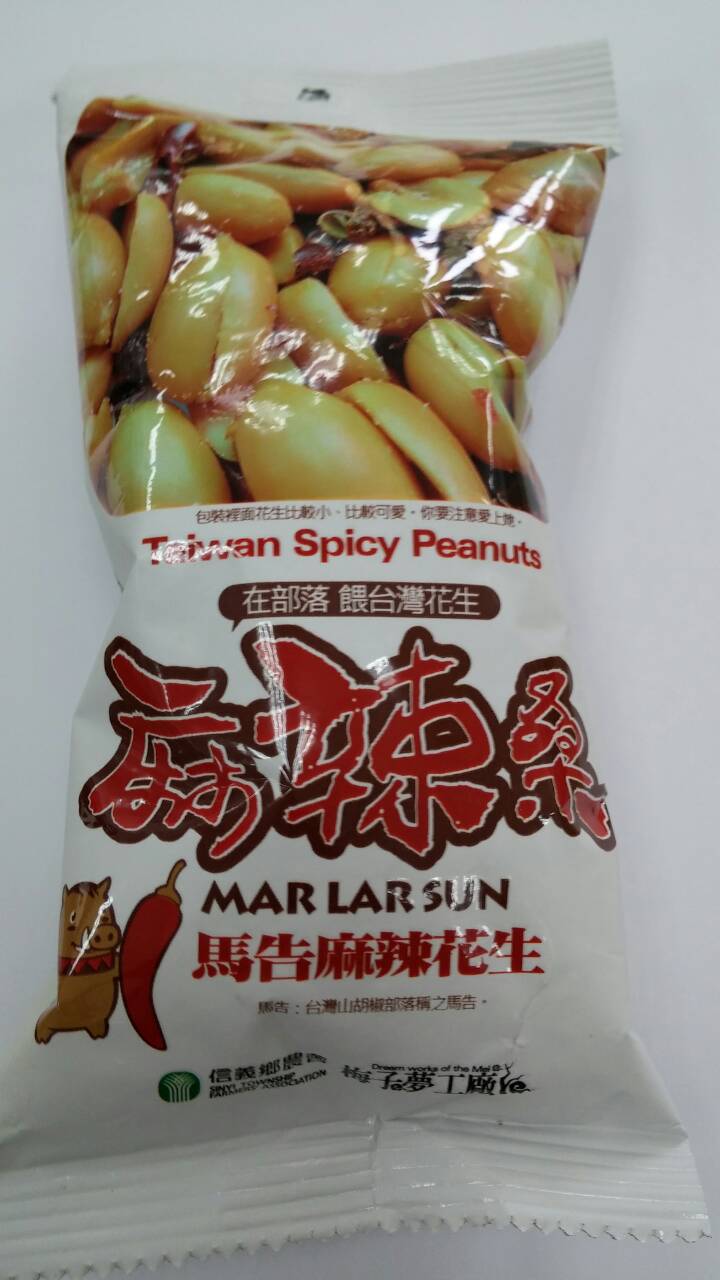 包裝裡面花生比較小。比較可愛。你要注意愛上她。
Taiwan Spicy Peanuts
在部落 餵台灣花生
麻辣桑
MAR LAR SUN
馬告麻辣花生
馬告：台灣山胡椒部落稱之馬告。
信義鄉農會
SINYI TOWNSHIP
FARMERS' ASSOCIATION
Dream works of the Mei
梅子夢工廠